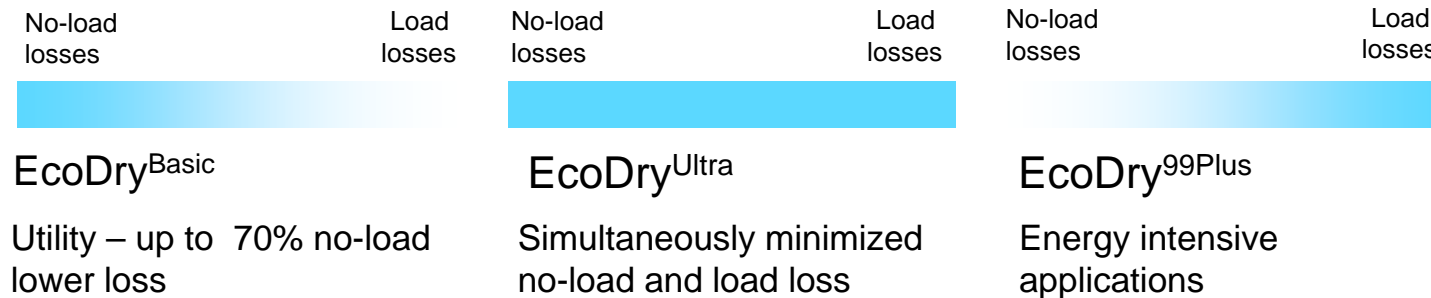 No-load losses
Load losses
EcoDryBasic
Utility – up to 70% no-load
lower loss
No-load losses
Load losses
EcoDryUltra
Simultaneously minimized
no-load and load loss
No-load losses
Load losses
EcoDry99Plus
Energy intensive
applications